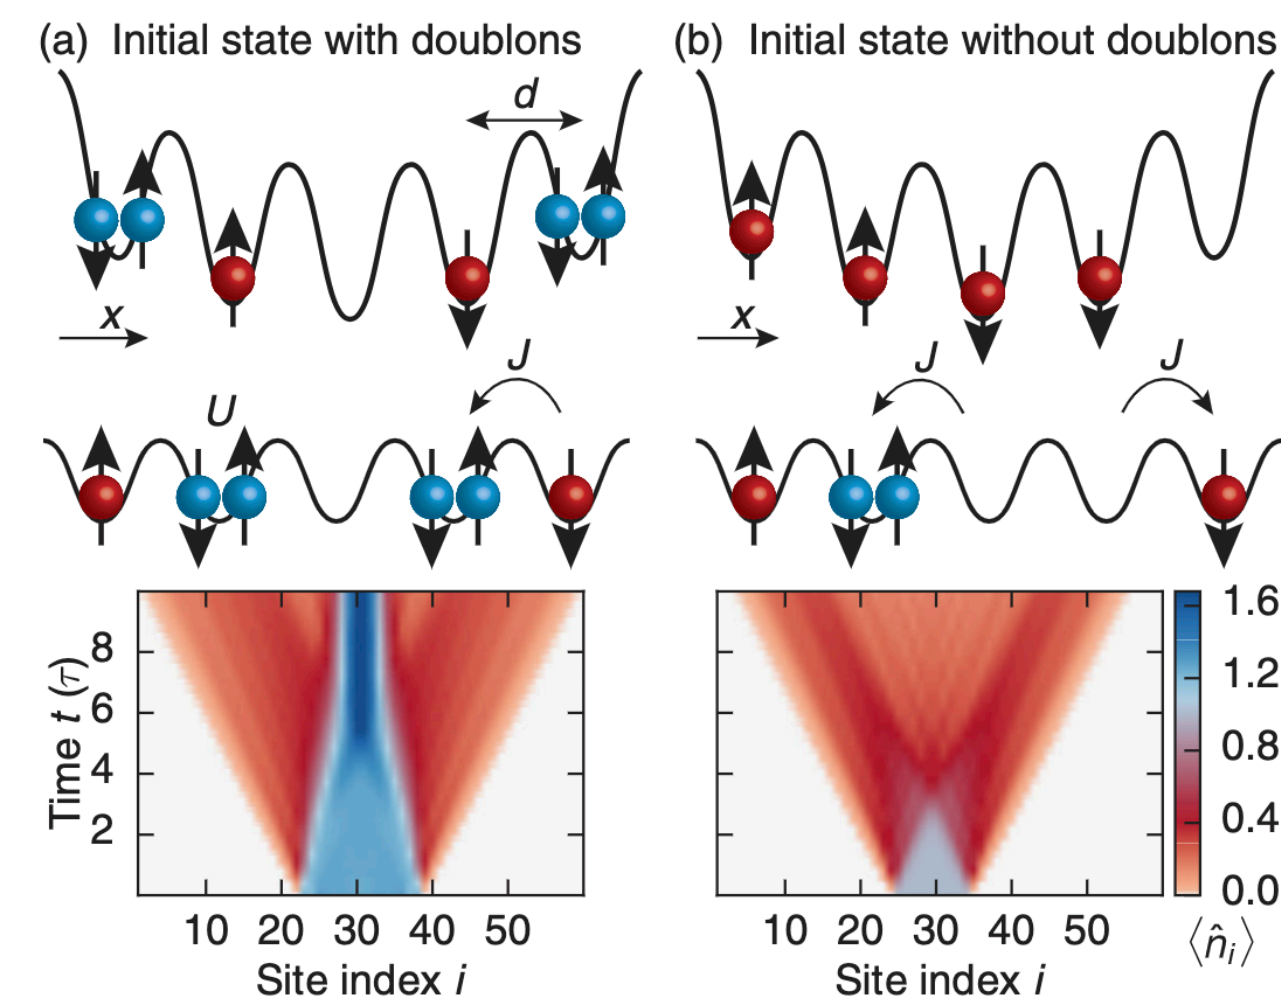 (a) Initial state with doublons
(b) Initial state without doublons
d
x
x
J
U
J
J
Time t (τ)
8
6
4
2
10 20 30 40 50
Site index i
10 20 30 40 50
Site index i
1.6
1.2
0.8
0.4
0.0
⟨n̂ᵢ⟩